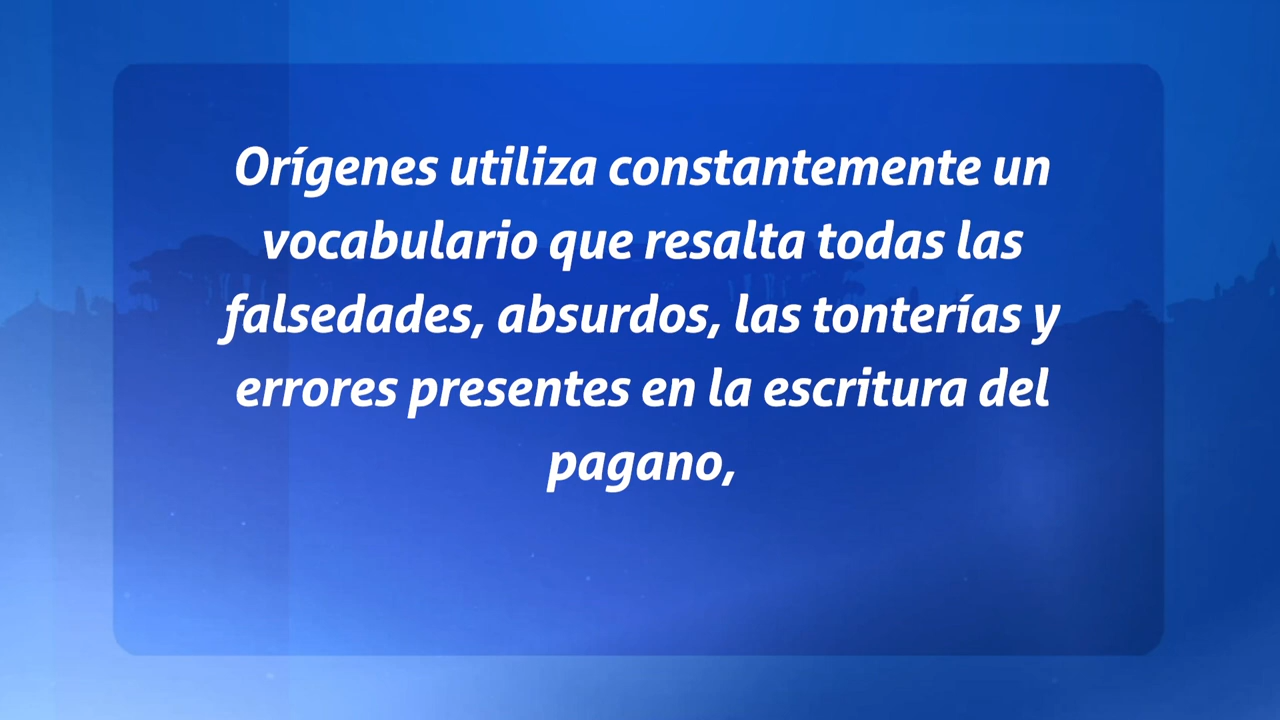 Orígenes utiliza constantemente un
vocabulario que resalta todas las
falsedades, absurdos, las tonterías y
errores presentes en la escritura del
pagano,